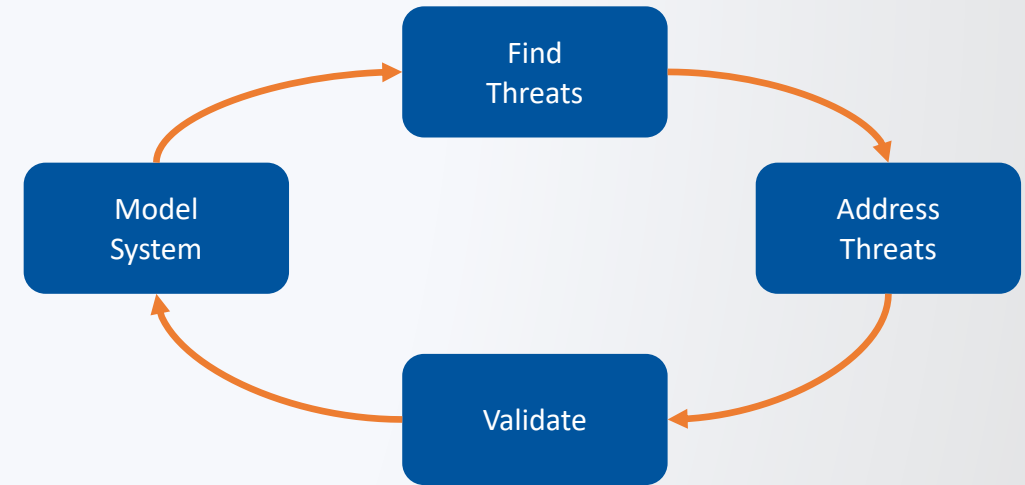 Find
Threats
Model
System
Address
Threats
Validate